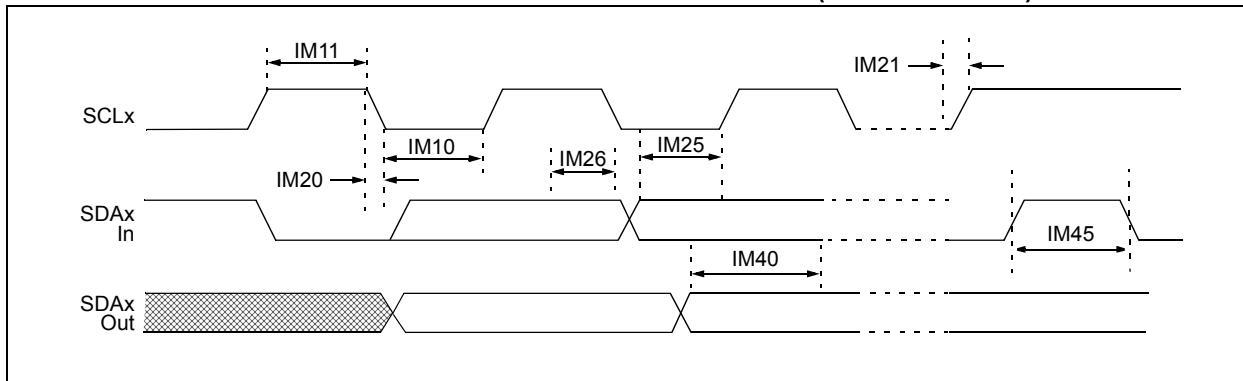 IM11
IM21
SCLx
IM10
IM26
IM25
IM20
SDAx
In
IM45
IM40
SDAx
Out